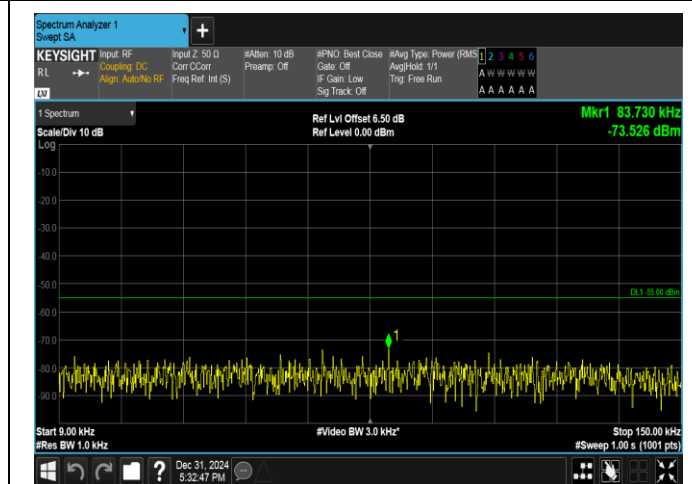 Spectrum Analyzer 1
Swept SA
+
KEYSIGHT
RL
LXI
Input: RF
Coupling: DC
Align: Auto/No RF
Input Z: 50 Ω
Corr CCorr
Freq Ref: Int (S)
#Atten: 10 dB
Preamp: Off
#PNO: Best Close
Gate: Off
IF Gain: Low
Sig Track: Off
#Avg Type: Power (RMS
Avg|Hold: 1/1
Trig: Free Run
1 2 3 4 5 6
A W W W W W
A A A A A A
1 Spectrum
Scale/Div 10 dB
Log
Ref Lvl Offset 6.50 dB
Ref Level 0.00 dBm
Mkr1 83.730 kHz
-73.526 dBm
-10.0
-20.0
-30.0
-40.0
-50.0
DL1 -55.00 dBm
-60.0
-70.0
1
-80.0
-90.0
Start 9.00 kHz
#Res BW 1.0 kHz
#Video BW 3.0 kHz*
Stop 150.00 kHz
#Sweep 1.00 s (1001 pts)
?
Dec 31, 2024
5:32:47 PM